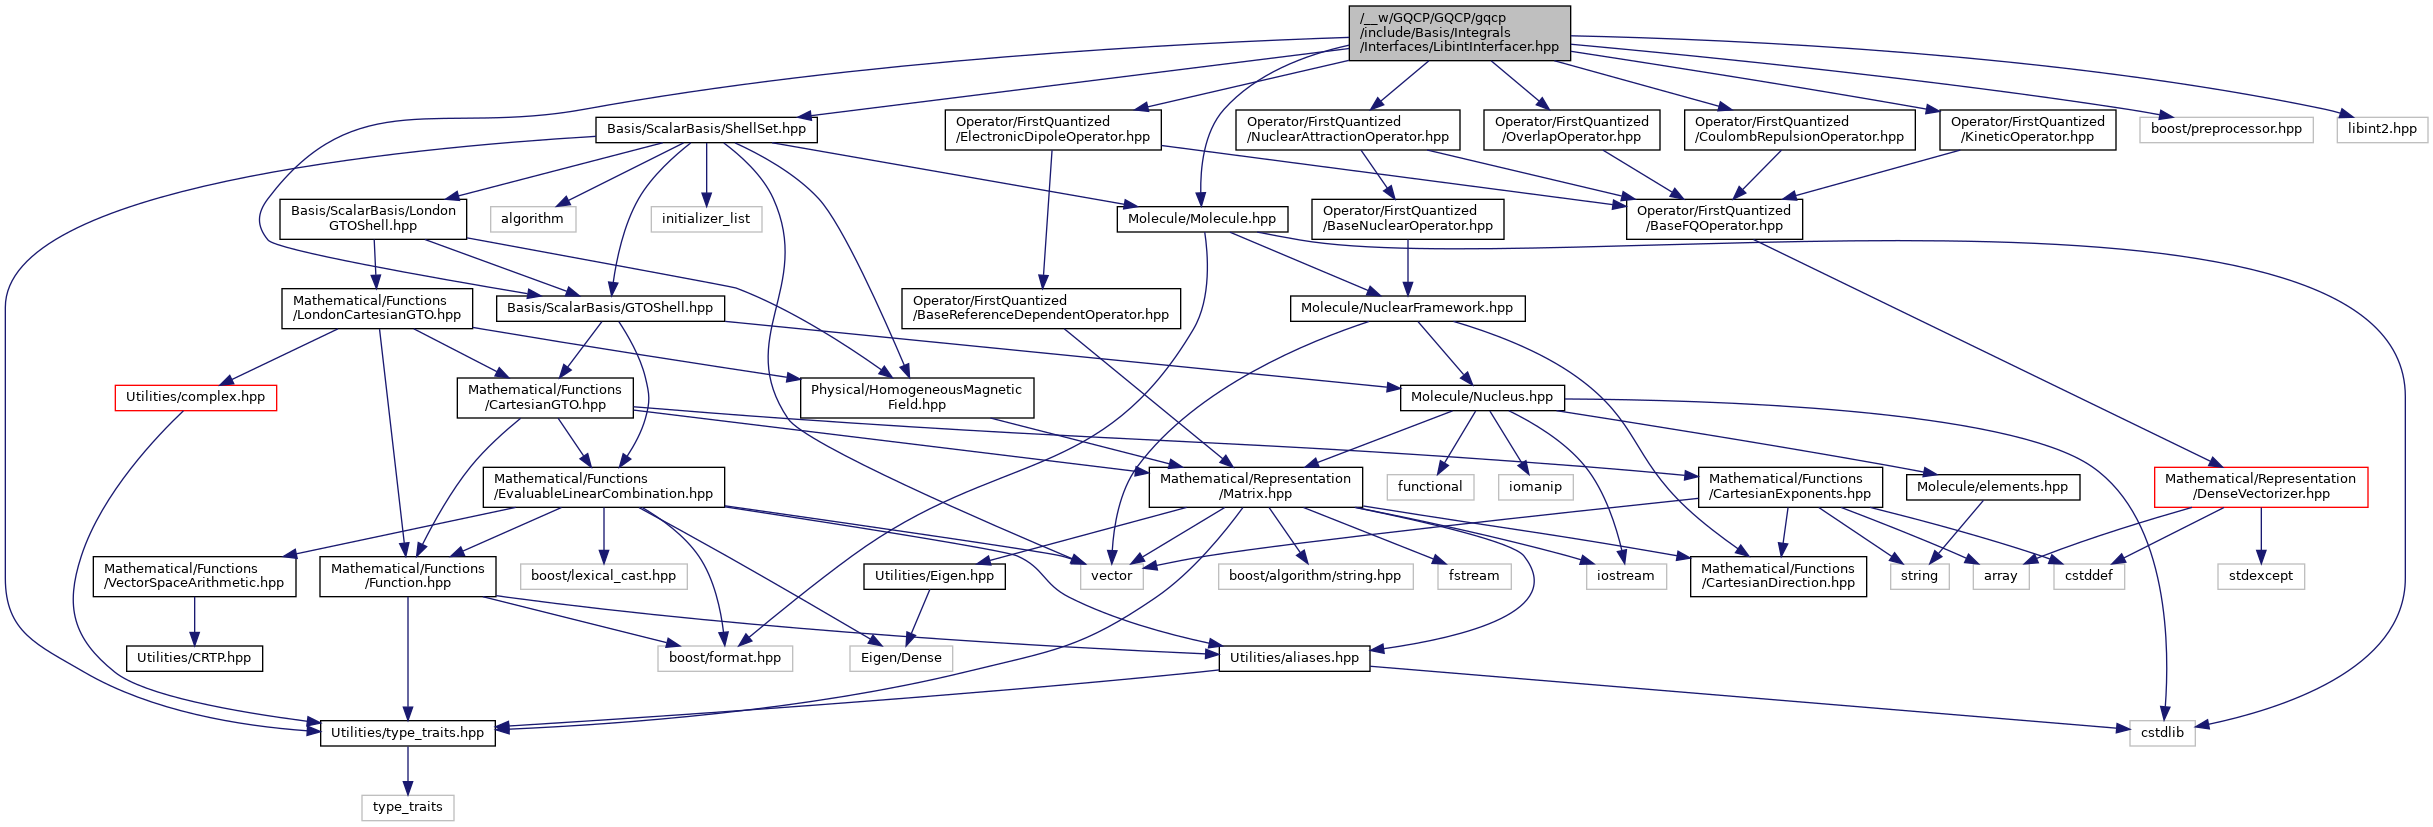 /__w/GQCP/GQCP/gqcp
/include/Basis/Integrals
/Interfaces/LibintInterfacer.hpp
Basis/ScalarBasis/ShellSet.hpp
Operator/FirstQuantized
/ElectronicDipoleOperator.hpp
Operator/FirstQuantized
/NuclearAttractionOperator.hpp
Operator/FirstQuantized
/OverlapOperator.hpp
Operator/FirstQuantized
/CoulombRepulsionOperator.hpp
Operator/FirstQuantized
/KineticOperator.hpp
boost/preprocessor.hpp
libint2.hpp
Basis/ScalarBasis/London
GTOShell.hpp
algorithm
initializer_list
Molecule/Molecule.hpp
Operator/FirstQuantized
/BaseNuclearOperator.hpp
Operator/FirstQuantized
/BaseFQOperator.hpp
Mathematical/Functions
/LondonCartesianGTO.hpp
Basis/ScalarBasis/GTOShell.hpp
Operator/FirstQuantized
/BaseReferenceDependentOperator.hpp
Molecule/NuclearFramework.hpp
Utilities/complex.hpp
Mathematical/Functions
/CartesianGTO.hpp
Physical/HomogeneousMagnetic
Field.hpp
Molecule/Nucleus.hpp
Mathematical/Functions
/EvaluableLinearCombination.hpp
Mathematical/Representation
/Matrix.hpp
functional
iomanip
Mathematical/Functions
/CartesianExponents.hpp
Molecule/elements.hpp
Mathematical/Representation
/DenseVectorizer.hpp
Mathematical/Functions
/VectorSpaceArithmetic.hpp
Mathematical/Functions
/Function.hpp
boost/lexical_cast.hpp
Utilities/Eigen.hpp
vector
boost/algorithm/string.hpp
fstream
iostream
Mathematical/Functions
/CartesianDirection.hpp
string
array
cstddef
stdexcept
Utilities/CRTP.hpp
boost/format.hpp
Eigen/Dense
Utilities/aliases.hpp
Utilities/type_traits.hpp
cstdlib
type_traits